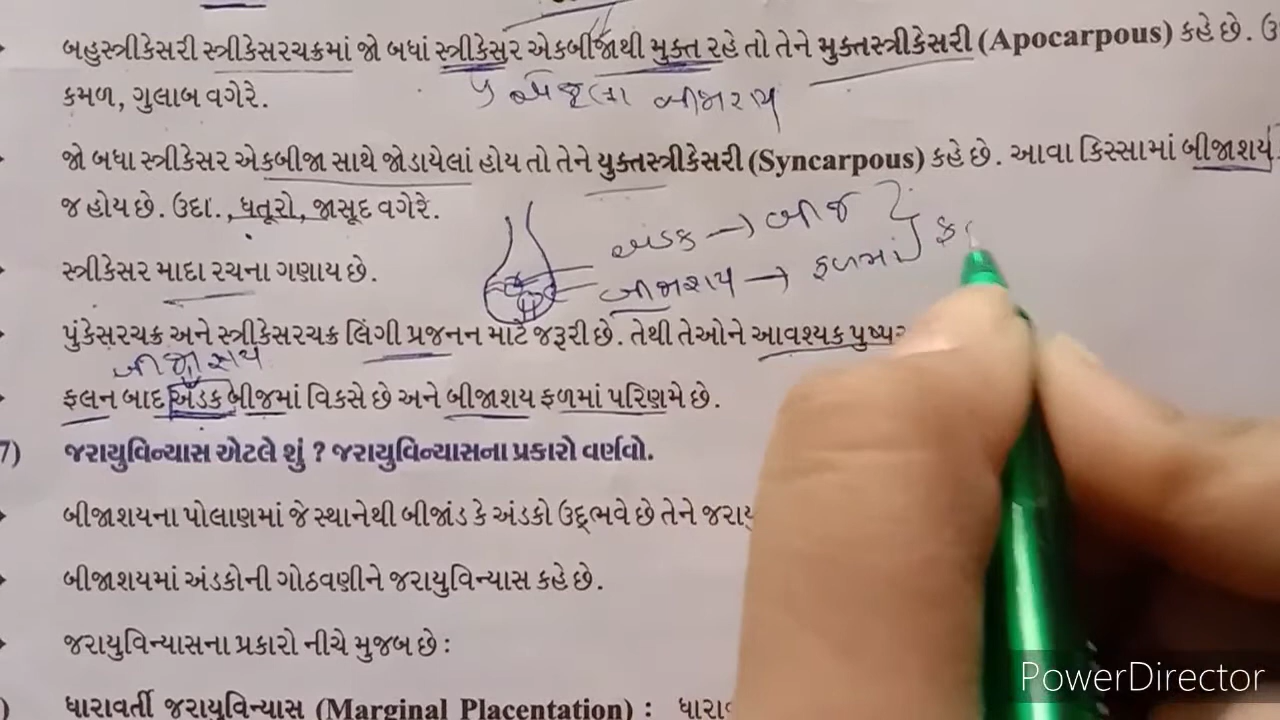 બહુસ્ત્રીકેસરી સ્ત્રીકેસરચક્રમાં જો બધાં સ્ત્રીકેસર એકબીજાથી મુક્ત રહે તો તેને મુક્તસ્ત્રીકેસરી (Apocarpous) કહે છે. ઉ
કમળ, ગુલાબ વગેરે.
બીજાશય
જો બધા સ્ત્રીકેસર એકબીજા સાથે જોડાયેલાં હોય તો તેને યુક્તસ્ત્રીકેસરી (Syncarpous) કહે છે. આવા કિસ્સામાં બીજાશય
જ હોય છે. ઉદા., ધતૂરો, જાસૂદ વગેરે.
અંડક → બીજ
સ્ત્રીકેસર માદા રચના ગણાય છે.
બીજાશય → ફળમાં
પુંકેસરચક્ર અને સ્ત્રીકેસરચક્ર લિંગી પ્રજનન માટે જરૂરી છે. તેથી તેઓને આવશ્યક
બીજાશય
ફલન બાદ અંડક બીજમાં વિકસે છે અને બીજાશય ફળમાં પરિણમે છે.
7) જરાયુવિન્યાસ એટલે શું ? જરાયુવિન્યાસના પ્રકારો વર્ણવો.
બીજાશયના પોલાણમાં જે સ્થાનેથી બીજાંડ કે અંડકો ઉદ્ભવે છે તેને
બીજાશયમાં અંડકોની ગોઠવણીને જરાયુવિન્યાસ કહે છે.
જરાયુવિન્યાસના પ્રકારો નીચે મુજબ છે :
) ધારાવર્તી જરાયુવિન્યાસ (Marginal Placentation) :
PowerDirector